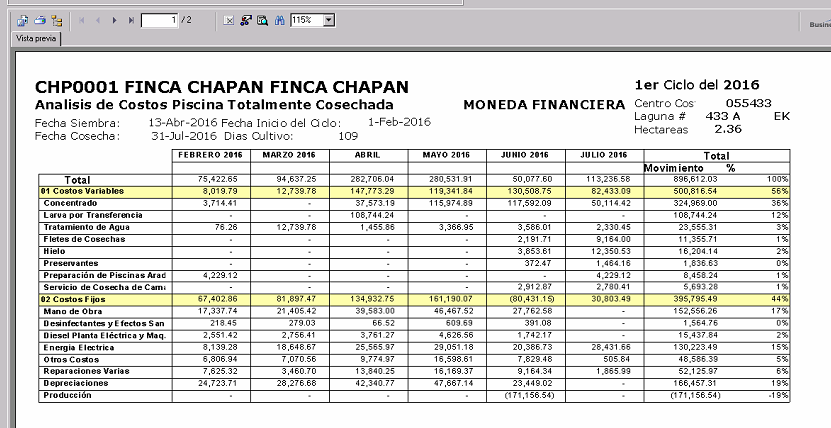 1 / 2 115%
Busine
Vista previa
CHP0001 FINCA CHAPAN FINCA CHAPAN 1er Ciclo del 2016
Analisis de Costos Piscina Totalmente Cosechada MONEDA FINANCIERA Centro Cos 055433
Fecha Siembra: 13-Abr-2016 Fecha Inicio del Ciclo: 1-Feb-2016 Laguna # 433 A EK
Fecha Cosecha: 31-Jul-2016 Dias Cultivo: 109 Hectareas 2.36
FEBRERO 2016 MARZO 2016 ABRIL MAYO 2016 JUNIO 2016 JULIO 2016 Total
Movimiento %
Total 75,422.65 94,637.25 282,706.04 280,531.91 50,077.60 113,236.58 896,612.03 100%
01 Costos Variables 8,019.79 12,739.78 147,773.29 119,341.84 130,508.75 82,433.09 500,816.54 56%
Concentrado 3,714.41 - 37,573.19 115,974.89 117,592.09 50,114.42 324,969.00 36%
Larva por Transferencia - - 108,744.24 - - - 108,744.24 12%
Tratamiento de Agua 76.26 12,739.78 1,455.86 3,366.95 3,586.01 2,330.45 23,555.31 3%
Fletes de Cosechas - - - - 2,191.71 9,164.00 11,355.71 1%
Hielo - - - - 3,853.61 12,350.53 16,204.14 2%
Preservantes - - - - 372.47 1,464.16 1,836.63 0%
Preparación de Piscinas Arad 4,229.12 - - - - 4,229.12 8,458.24 1%
Servicio de Cosecha de Cama - - - - 2,912.87 2,780.41 5,693.28 1%
02 Costos Fijos 67,402.86 81,897.47 134,932.75 161,190.07 (80,431.15) 30,803.49 395,795.49 44%
Mano de Obra 17,337.74 21,405.42 39,583.00 46,467.52 27,762.58 - 152,556.26 17%
Desinfectantes y Efectos San 218.45 279.03 66.52 609.69 391.08 - 1,564.76 0%
Diesel Planta Eléctrica y Maq. 2,551.42 2,756.41 3,761.27 4,626.56 1,742.17 - 15,437.84 2%
Energia Electrica 8,139.28 18,648.67 25,565.97 29,051.18 20,386.73 28,431.66 130,223.49 15%
Otros Costos 6,806.94 7,070.56 9,774.97 16,598.61 7,829.48 505.84 48,586.39 5%
Reparaciones Varias 7,625.32 3,460.70 13,840.25 16,169.37 9,164.34 1,865.99 52,125.97 6%
Depreciaciones 24,723.71 28,276.68 42,340.77 47,667.14 23,449.02 - 166,457.31 19%
Producción - - - - (171,156.54) - (171,156.54) -19%